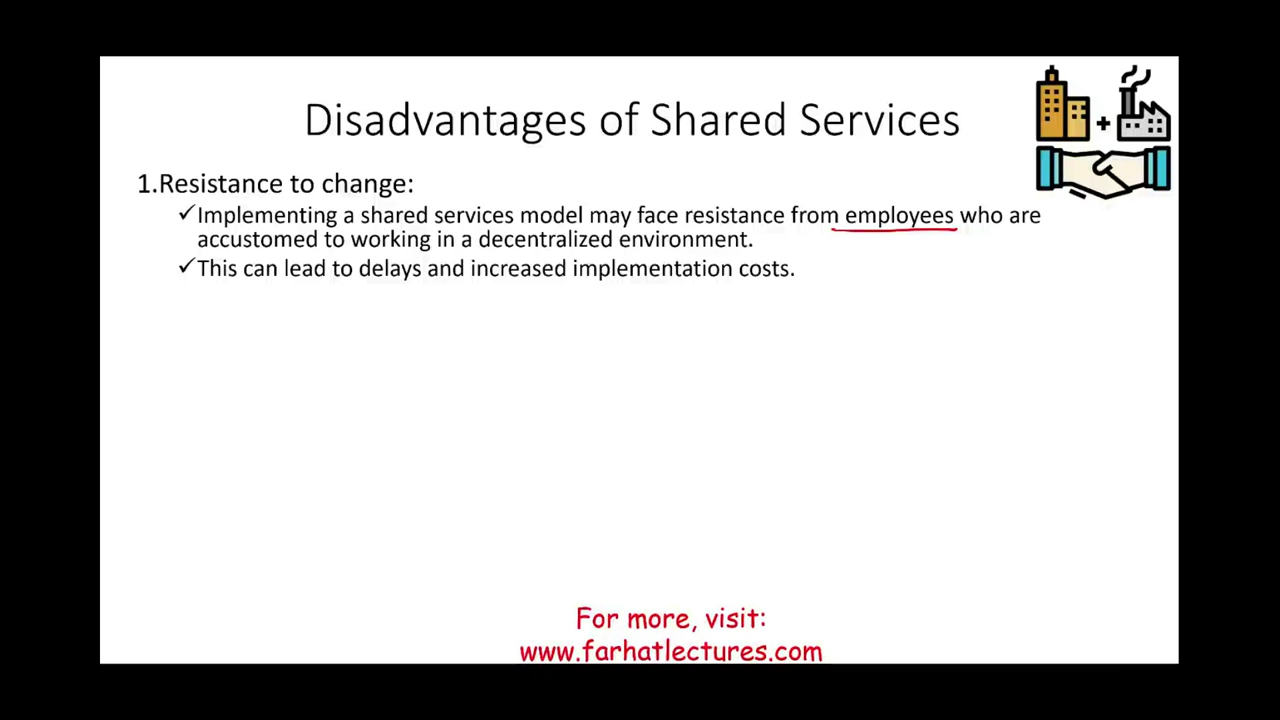 Disadvantages of Shared Services
1.Resistance to change:
✓Implementing a shared services model may face resistance from employees who are
accustomed to working in a decentralized environment.
✓This can lead to delays and increased implementation costs.
For more, visit:
www.farhatlectures.com